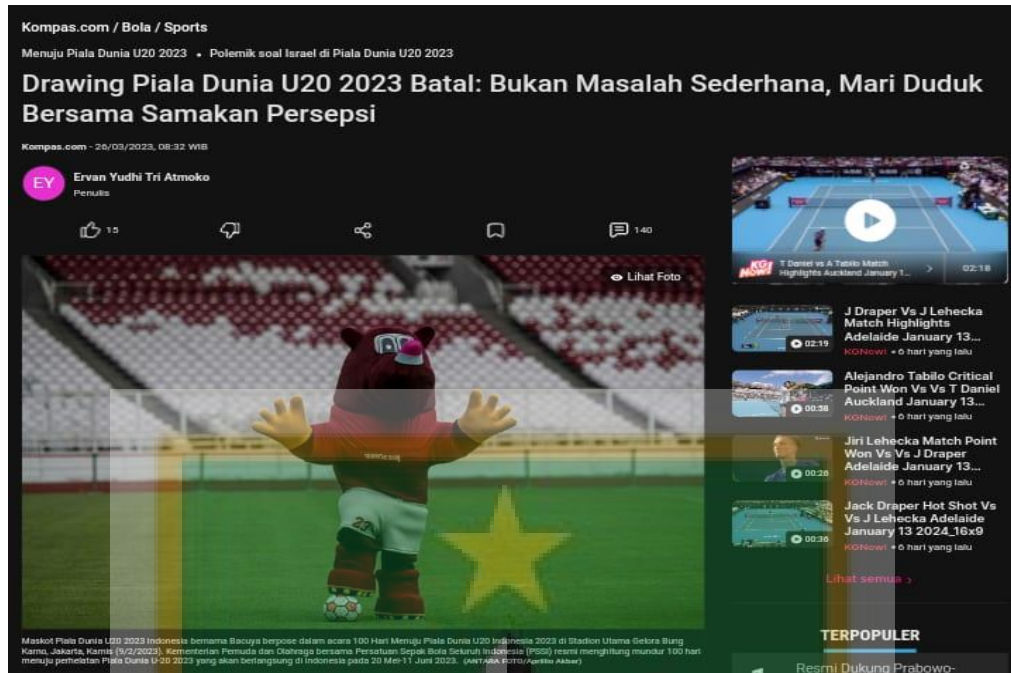 Kompas.com / Bola / Sports
Menuju Piala Dunia U20 2023 • Polemik soal Israel di Piala Dunia U20 2023
Drawing Piala Dunia U20 2023 Batal: Bukan Masalah Sederhana, Mari Duduk
Bersama Samakan Persepsi
Kompas.com - 26/03/2023, 08:32 WIB
EY
Ervan Yudhi Tri Atmoko
Penulis
15
140
Lihat Foto
23
Maskot Piala Dunia U20 2023 Indonesia bernama Bacuya berpose dalam acara 100 Hari Menuju Piala Dunia U20 Indonesia 2023 di Stadion Utama Gelora Bung
Karno, Jakarta, Kamis (9/2/2023). Kementerian Pemuda dan Olahraga bersama Persatuan Sepak Bola Seluruh Indonesia (PSSI) resmi menghitung mundur 100 hari
menuju perhelatan Piala Dunia U-20 2023 yang akan berlangsung di Indonesia pada 20 Mei-11 Juni 2023. (ANTARA FOTO/Aprillio Akbar)
KG
Now!
T Daniel vs A Tabilo Match
Highlights Auckland January 1...
02:18
J Draper Vs J Lehecka
Match Highlights
Adelaide January 13...
02:19
KGNow! • 6 hari yang lalu
Alejandro Tabilo Critical
Point Won Vs Vs T Daniel
Auckland January 13...
00:58
KGNow! • 6 hari yang lalu
Jiri Lehecka Match Point
Won Vs Vs J Draper
Adelaide January 13...
00:26
KGNow! • 6 hari yang lalu
Jack Draper Hot Shot Vs
Vs J Lehecka Adelaide
January 13 2024_16x9
00:36
KGNow! • 6 hari yang lalu
Lihat semua
TERPOPULER
Resmi Dukung Prabowo-